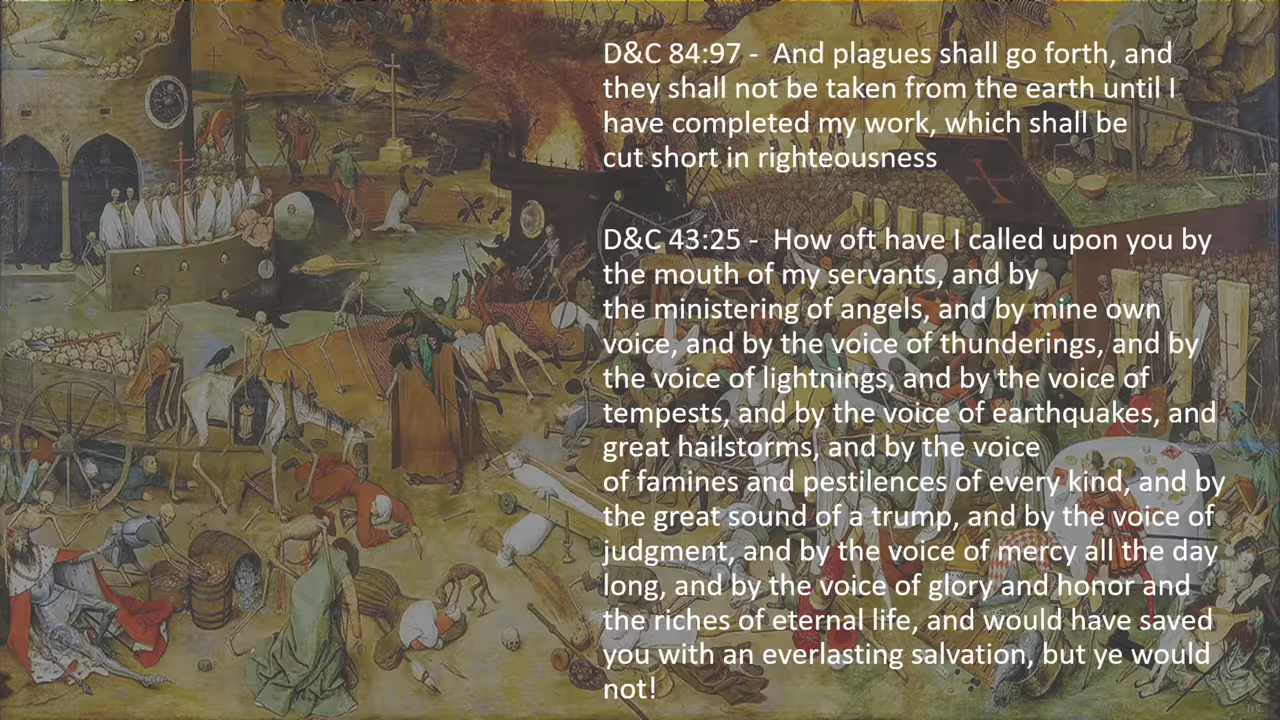 D&C 84:97 - And plagues shall go forth, and
they shall not be taken from the earth until I
have completed my work, which shall be
cut short in righteousness
D&C 43:25 - How oft have I called upon you by
the mouth of my servants, and by
the ministering of angels, and by mine own
voice, and by the voice of thunderings, and by
the voice of lightnings, and by the voice of
tempests, and by the voice of earthquakes, and
great hailstorms, and by the voice
of famines and pestilences of every kind, and by
the great sound of a trump, and by the voice of
judgment, and by the voice of mercy all the day
long, and by the voice of glory and honor and
the riches of eternal life, and would have saved
you with an everlasting salvation, but ye would
not!